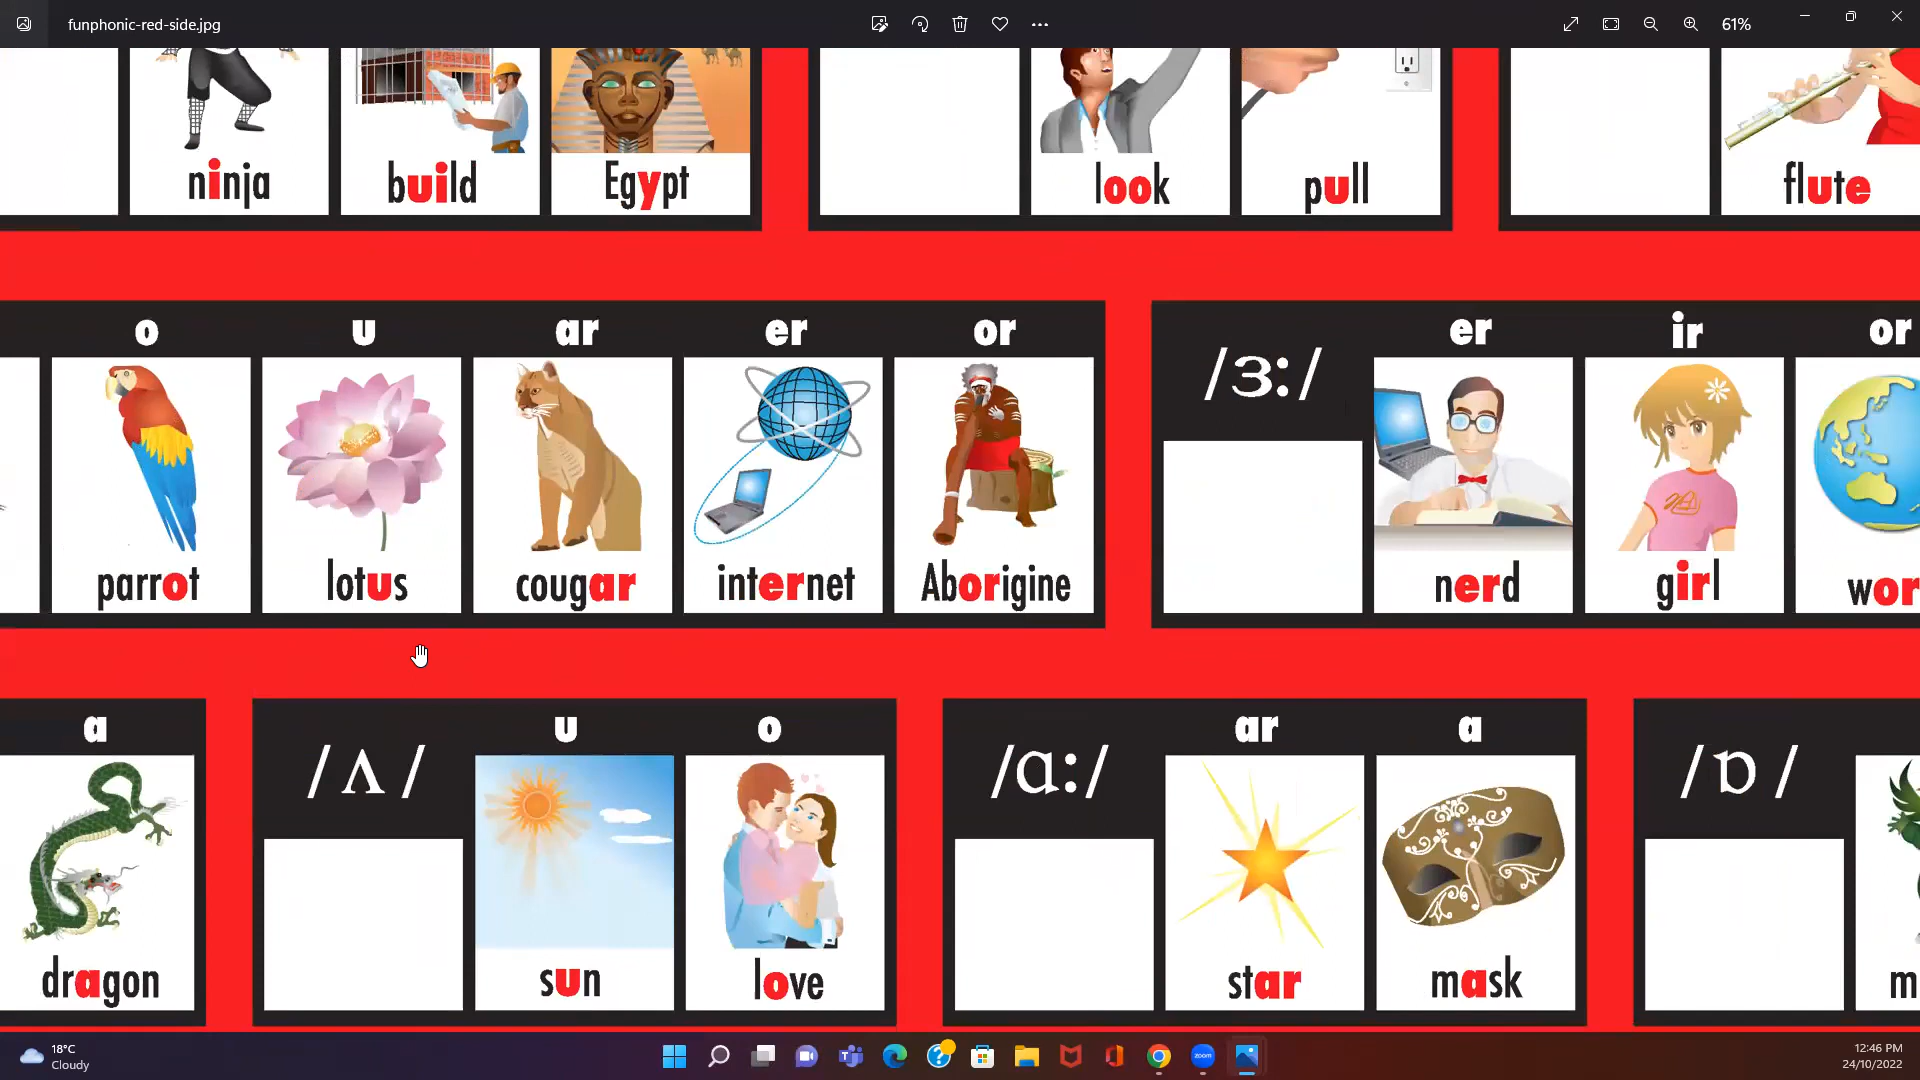 funphonic-red-side.jpg
61%
ninja
build
Egypt
look
pull
flute
o
u
ar
er
or
parrot
lotus
cougar
internet
Aborigine
/ɜ:/
er
ir
or
nerd
girl
wor
a
dragon
/ʌ/
u
o
sun
love
/ɑ:/
ar
a
star
mask
/ɒ/
m
18°C
Cloudy
zoom
12:46 PM
24/10/2022